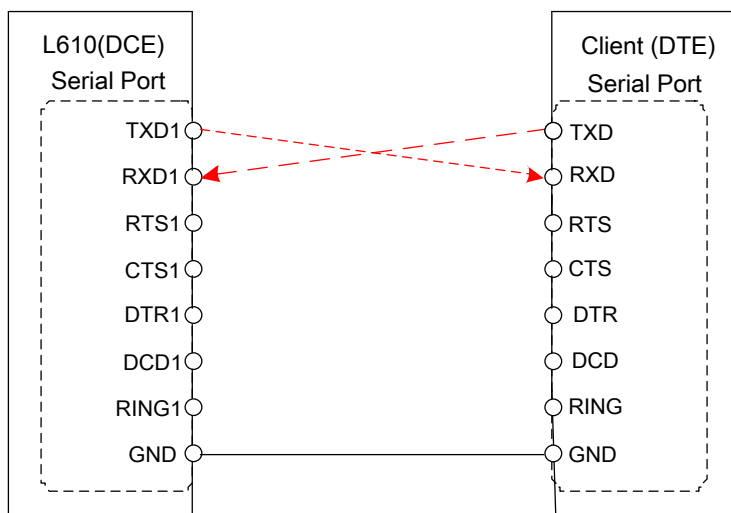 L610(DCE)
Serial Port
TXD1
RXD1
RTS1
CTS1
DTR1
DCD1
RING1
GND
Client (DTE)
Serial Port
TXD
RXD
RTS
CTS
DTR
DCD
RING
GND